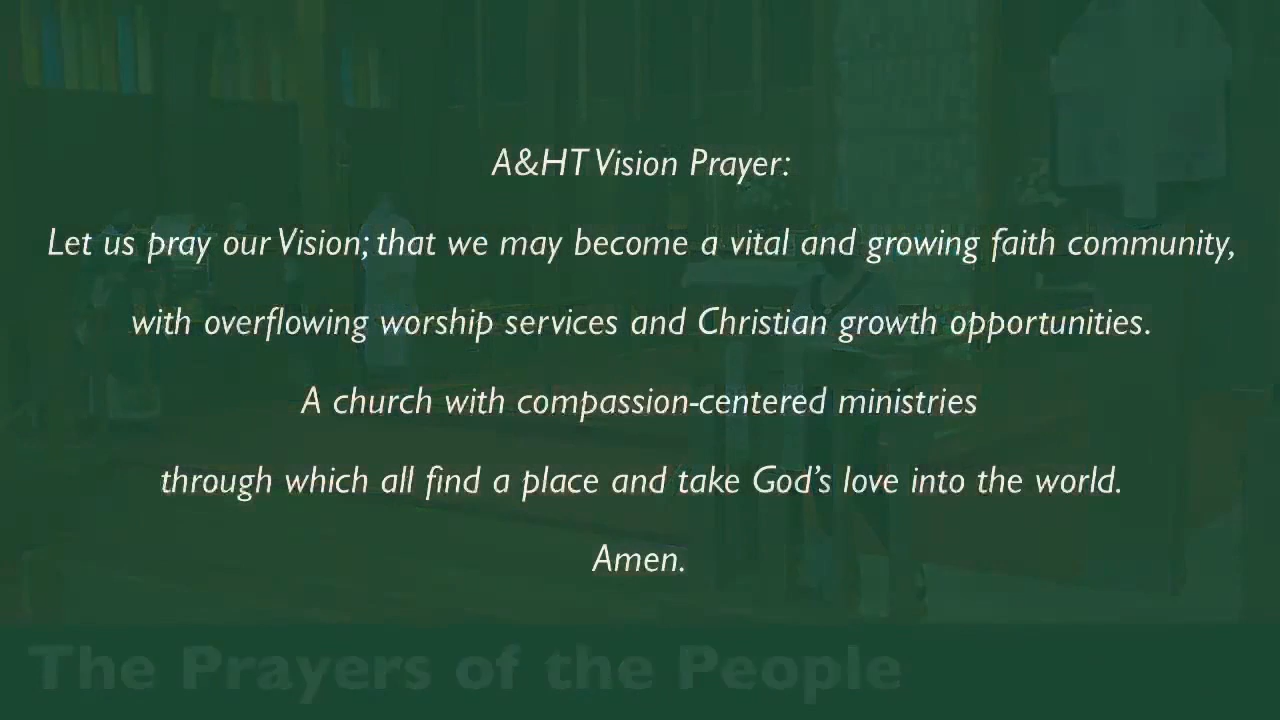 A&HT Vision Prayer:
Let us pray our Vision; that we may become a vital and growing faith community,
with overflowing worship services and Christian growth opportunities.
A church with compassion-centered ministries
through which all find a place and take God’s love into the world.
Amen.
The Prayers of the People